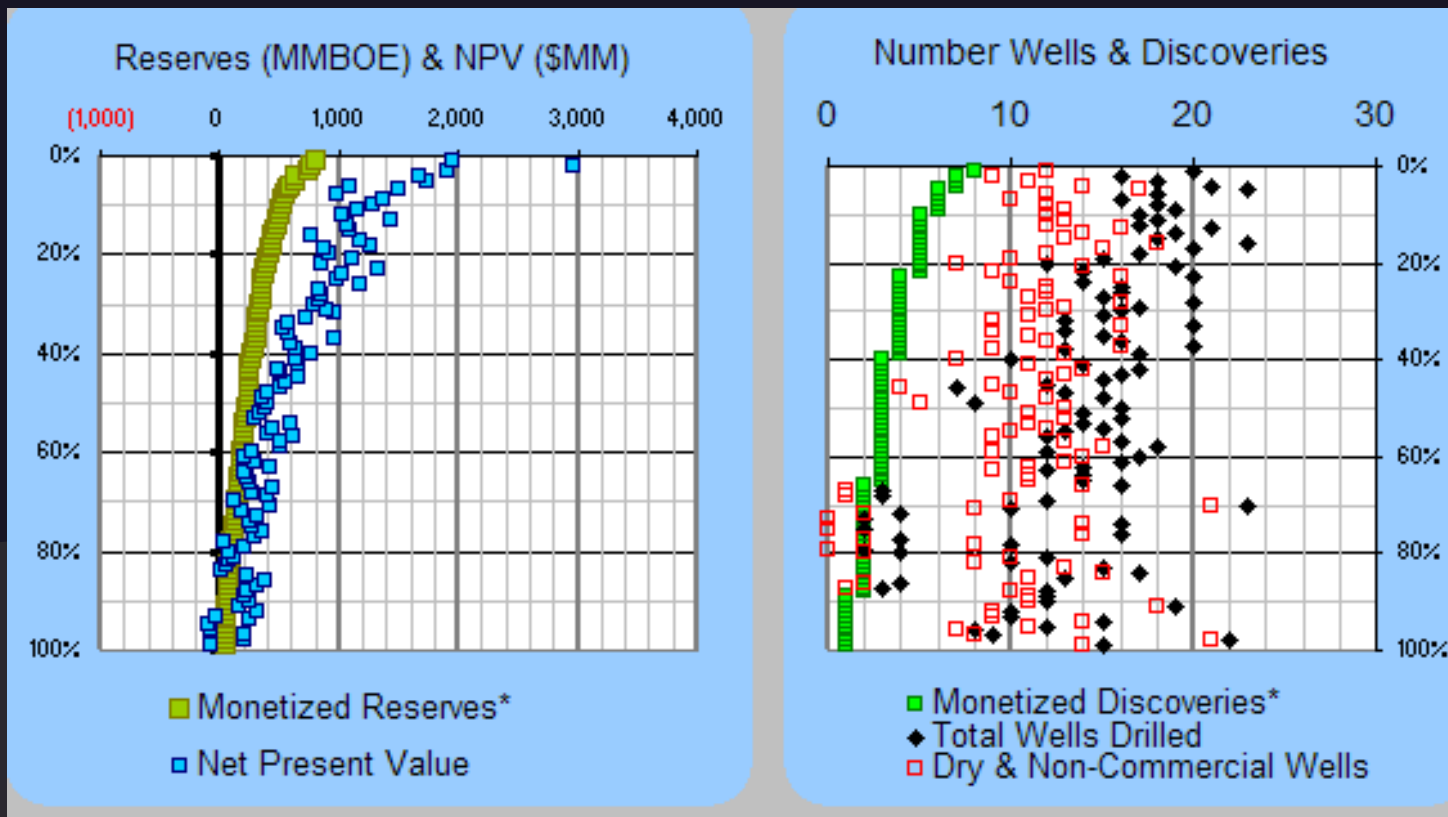 Reserves (MMBOE) & NPV ($MM)
(1,000) 0 1,000 2,000 3,000 4,000
0%
20%
40%
60%
80%
100%
Monetized Reserves*
Net Present Value
Number Wells & Discoveries
0 10 20 30
0%
20%
40%
60%
80%
100%
Monetized Discoveries*
Total Wells Drilled
Dry & Non-Commercial Wells